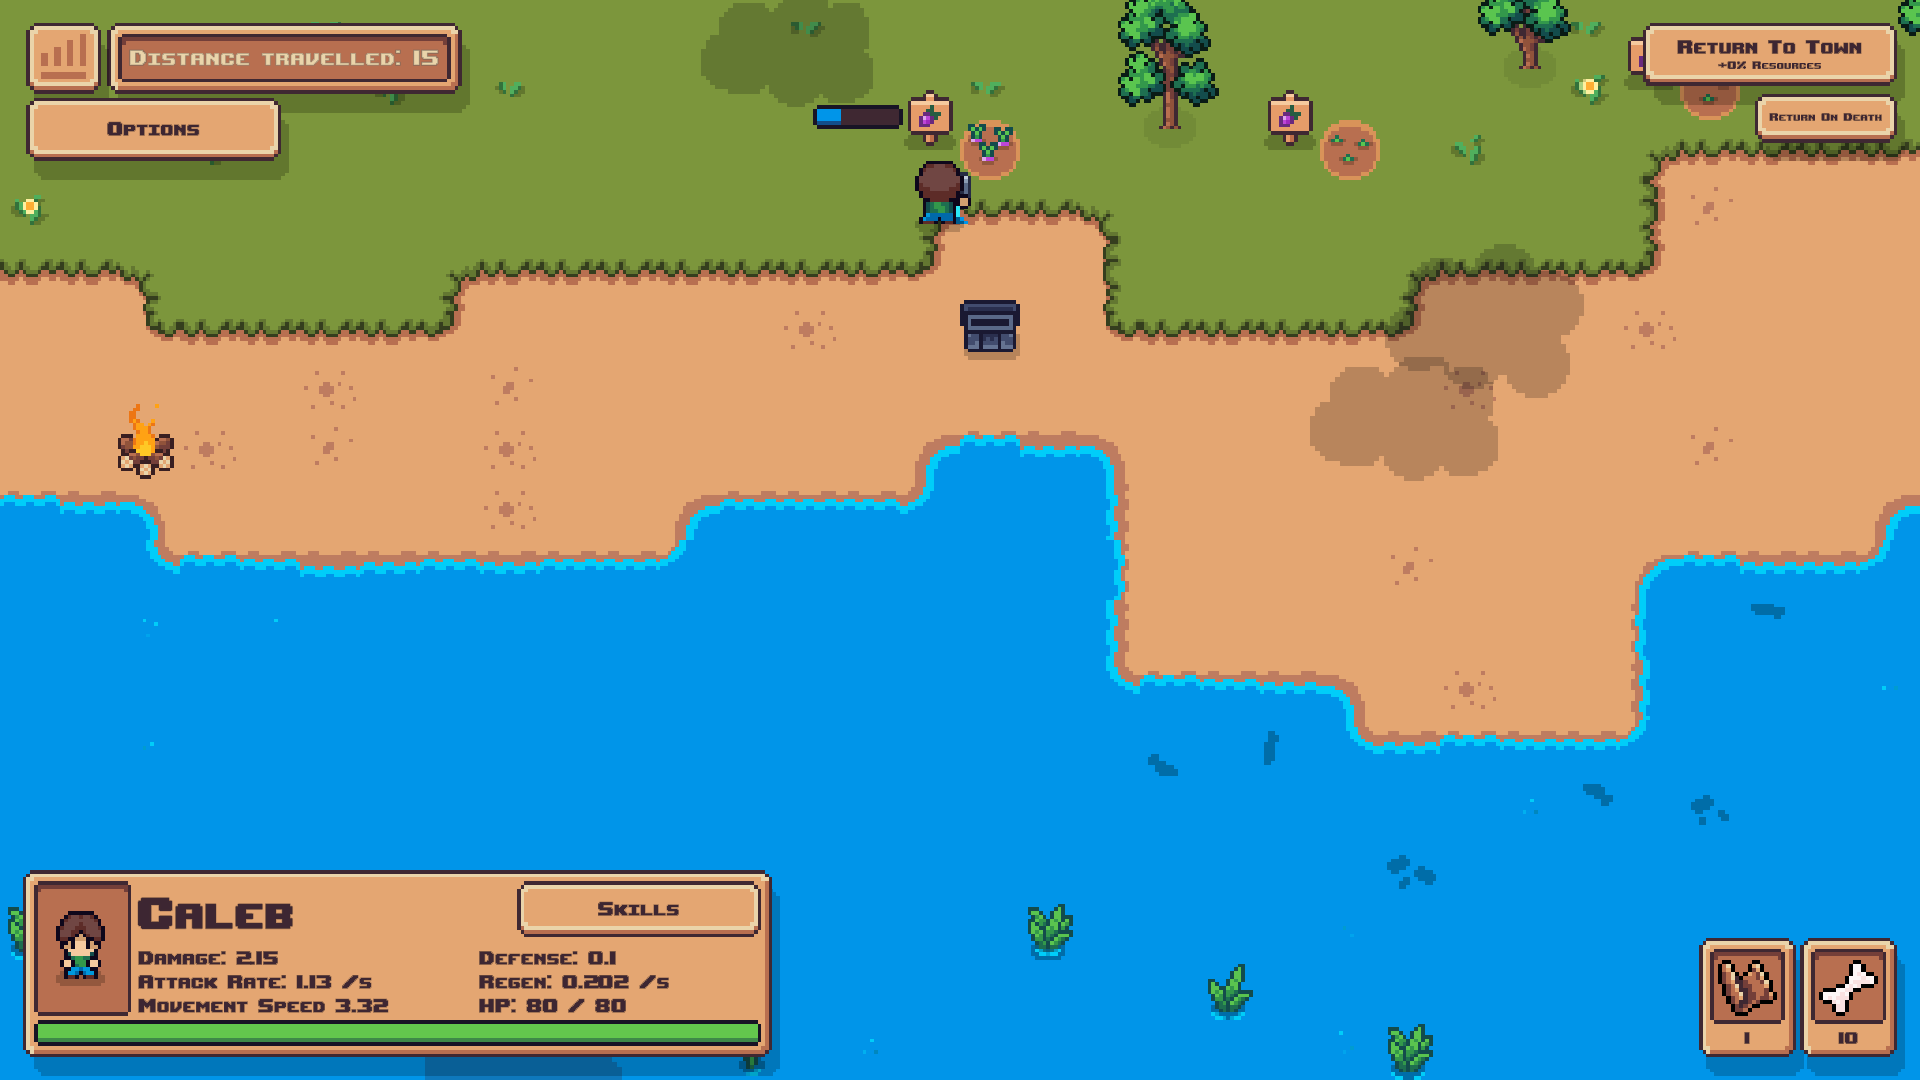 Distance travelled: 15
Options
Return To Town
+0% Resources
Return On Death
Caleb
Skills
Damage: 2.15
Defense: 0.1
Attack Rate: 1.13 /s
Regen: 0.202 /s
Movement Speed 3.32
HP: 80 / 80
1
10